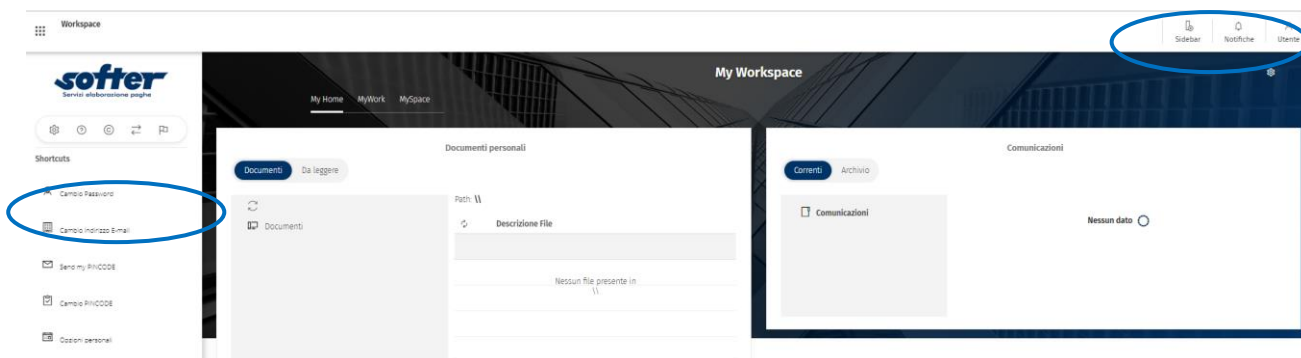 Workspace
Sidebar
Notifiche
Utente
softer
Servizi elaborazione paghe
My Workspace
My Home
MyWork
MySpace
Shortcuts
Cambio Password
Cambio Indirizzo E-mail
Send my PINCODE
Cambio PINCODE
Opzioni personali
Documenti personali
Documenti
Da leggere
Documenti
Path: \\
Descrizione File
Nessun file presente in
\\
Comunicazioni
Correnti
Archivio
Comunicazioni
Nessun dato